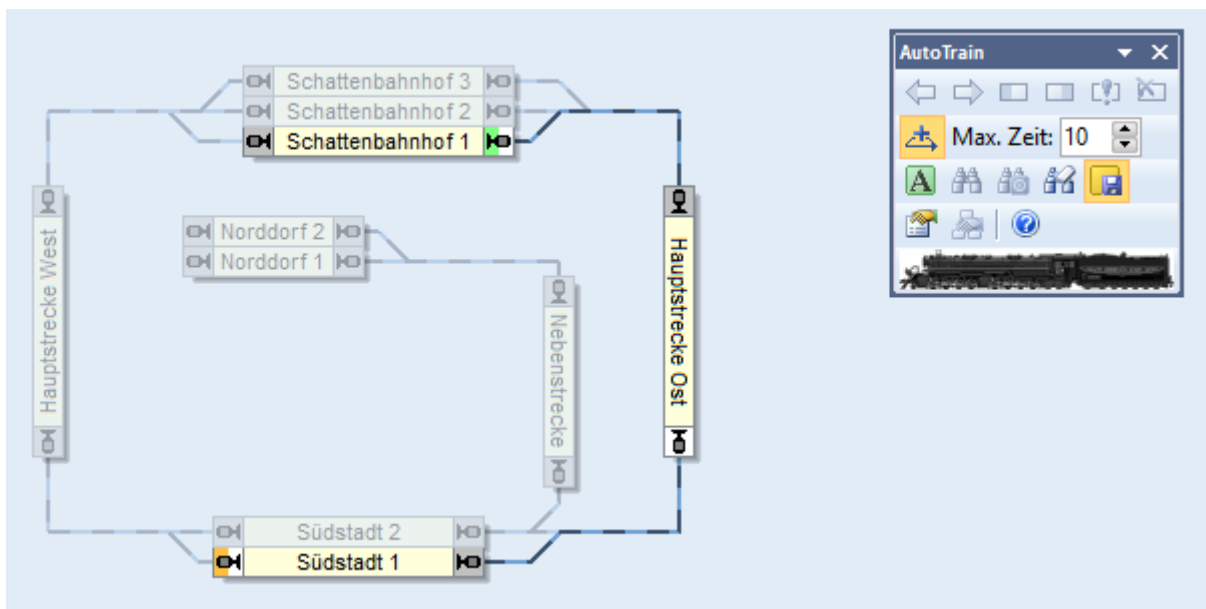 AutoTrain
Max. Zeit: 10
A
Schattenbahnhof 3
Schattenbahnhof 2
Schattenbahnhof 1
Norddorf 2
Norddorf 1
Hauptstrecke West
Nebenstrecke
Hauptstrecke Ost
Südstadt 2
Südstadt 1